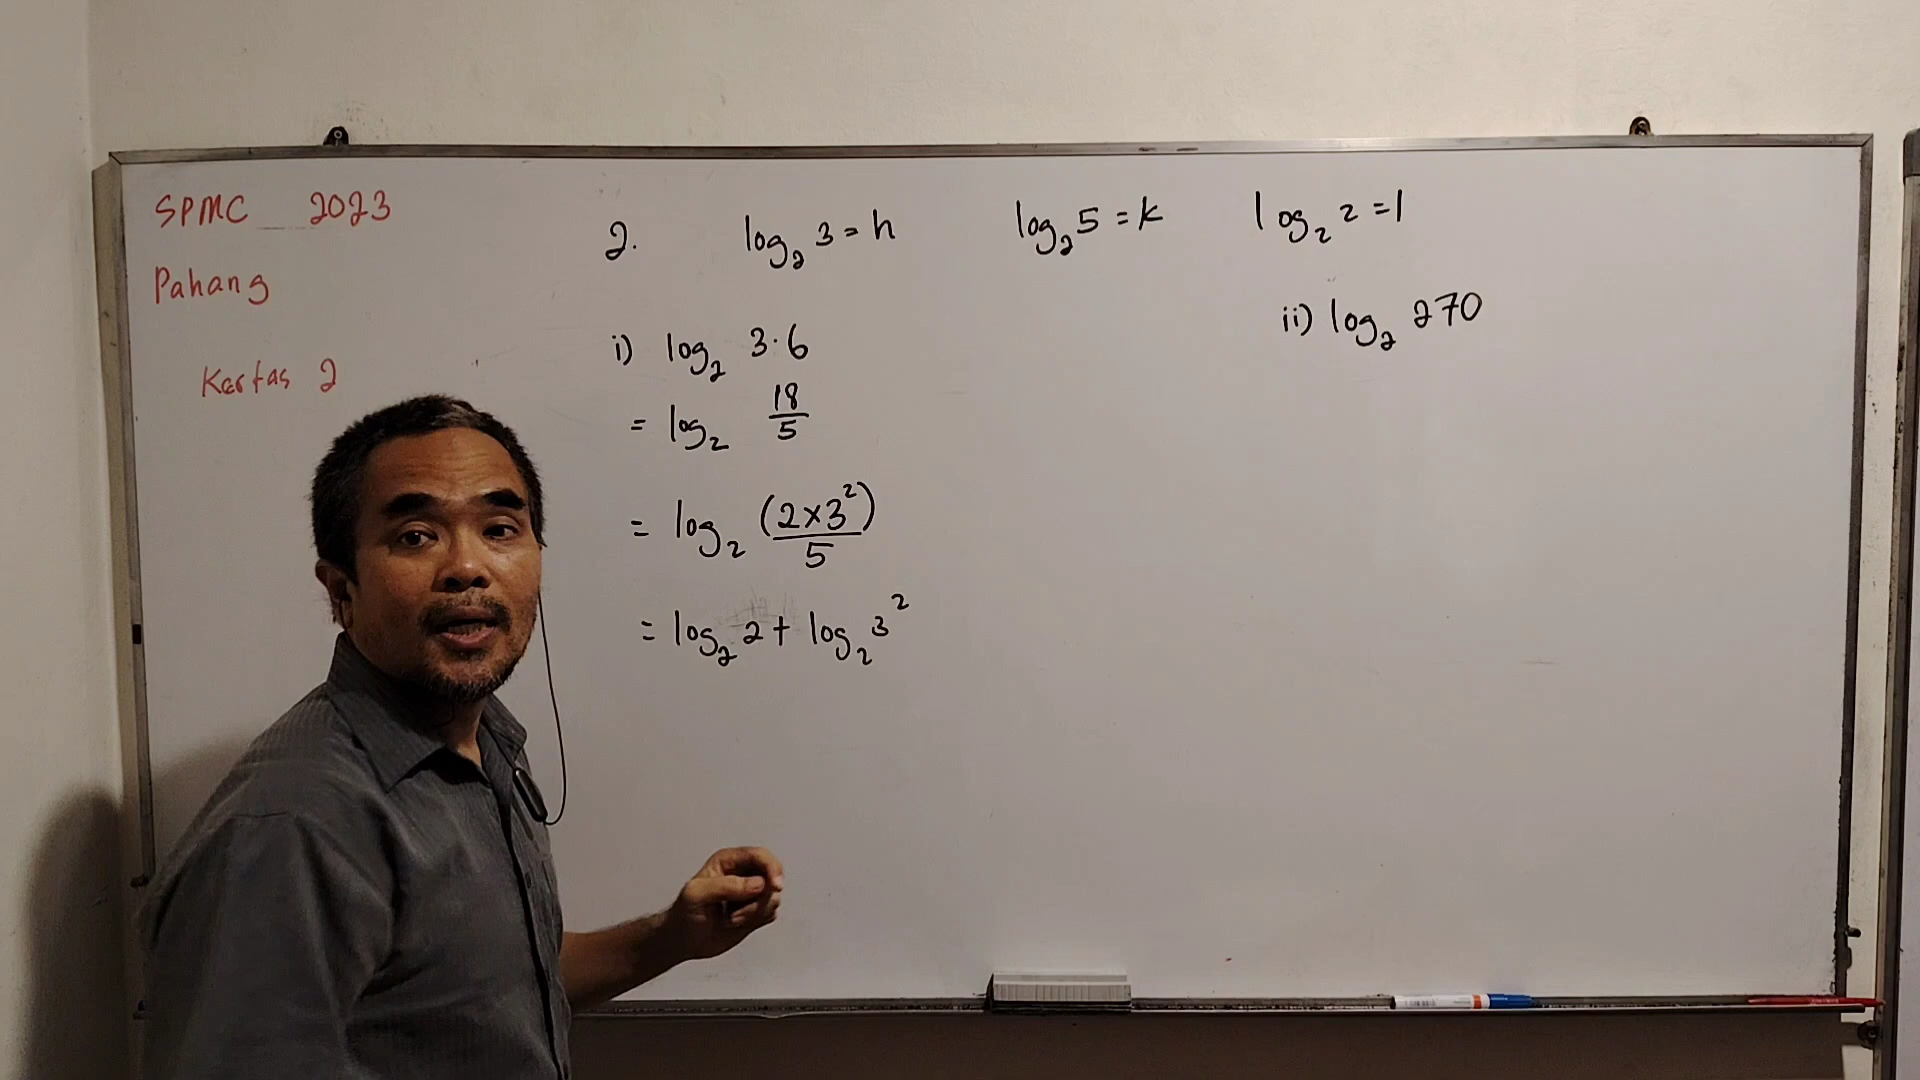 SPMC 2023
Pahang
Kertas 2
2. log₂ 3 = h log₂ 5 = k log₂ 2 = 1
i) log₂ 3·6
= log₂ 18/5
= log₂ (2×3²)/5
= log₂ 2 + log₂ 3²
ii) log₂ 270